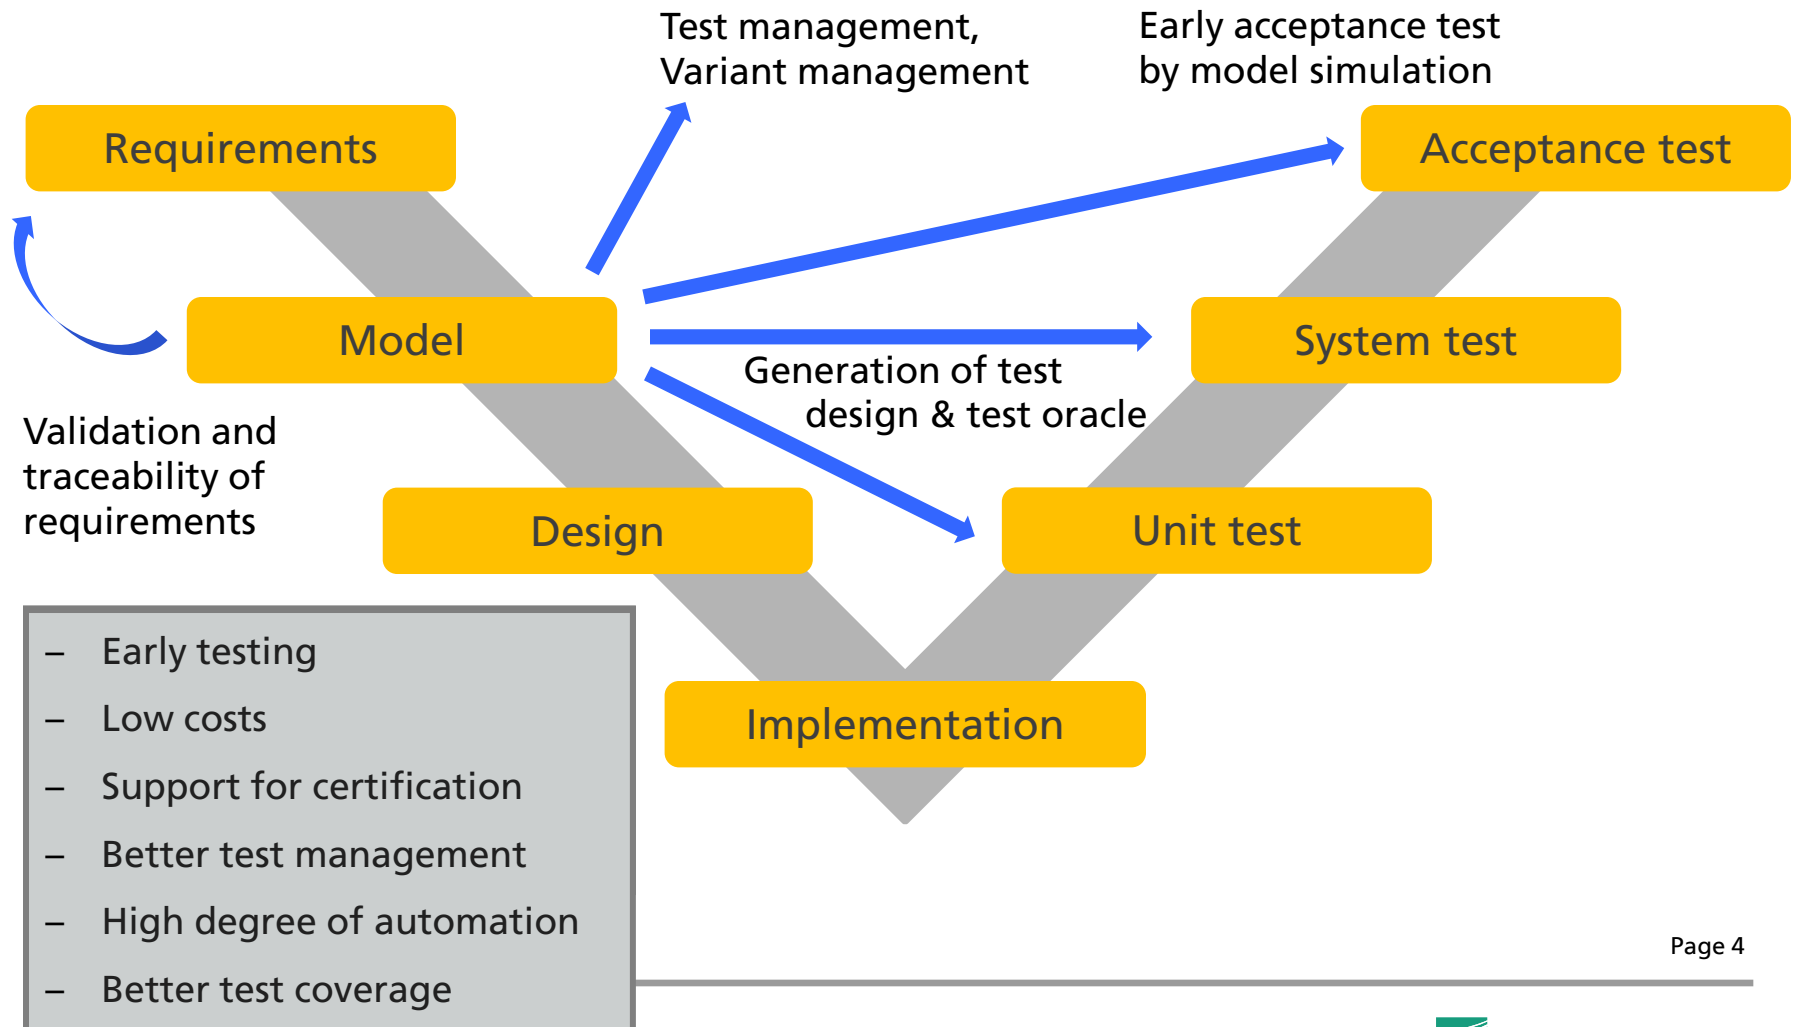 Test management,
Variant management
Early acceptance test
by model simulation
Requirements
Acceptance test
Model
System test
Generation of test
design & test oracle
Validation and
traceability of
requirements
Design
Unit test
Implementation
– Early testing
– Low costs
– Support for certification
– Better test management
– High degree of automation
– Better test coverage
Page 4